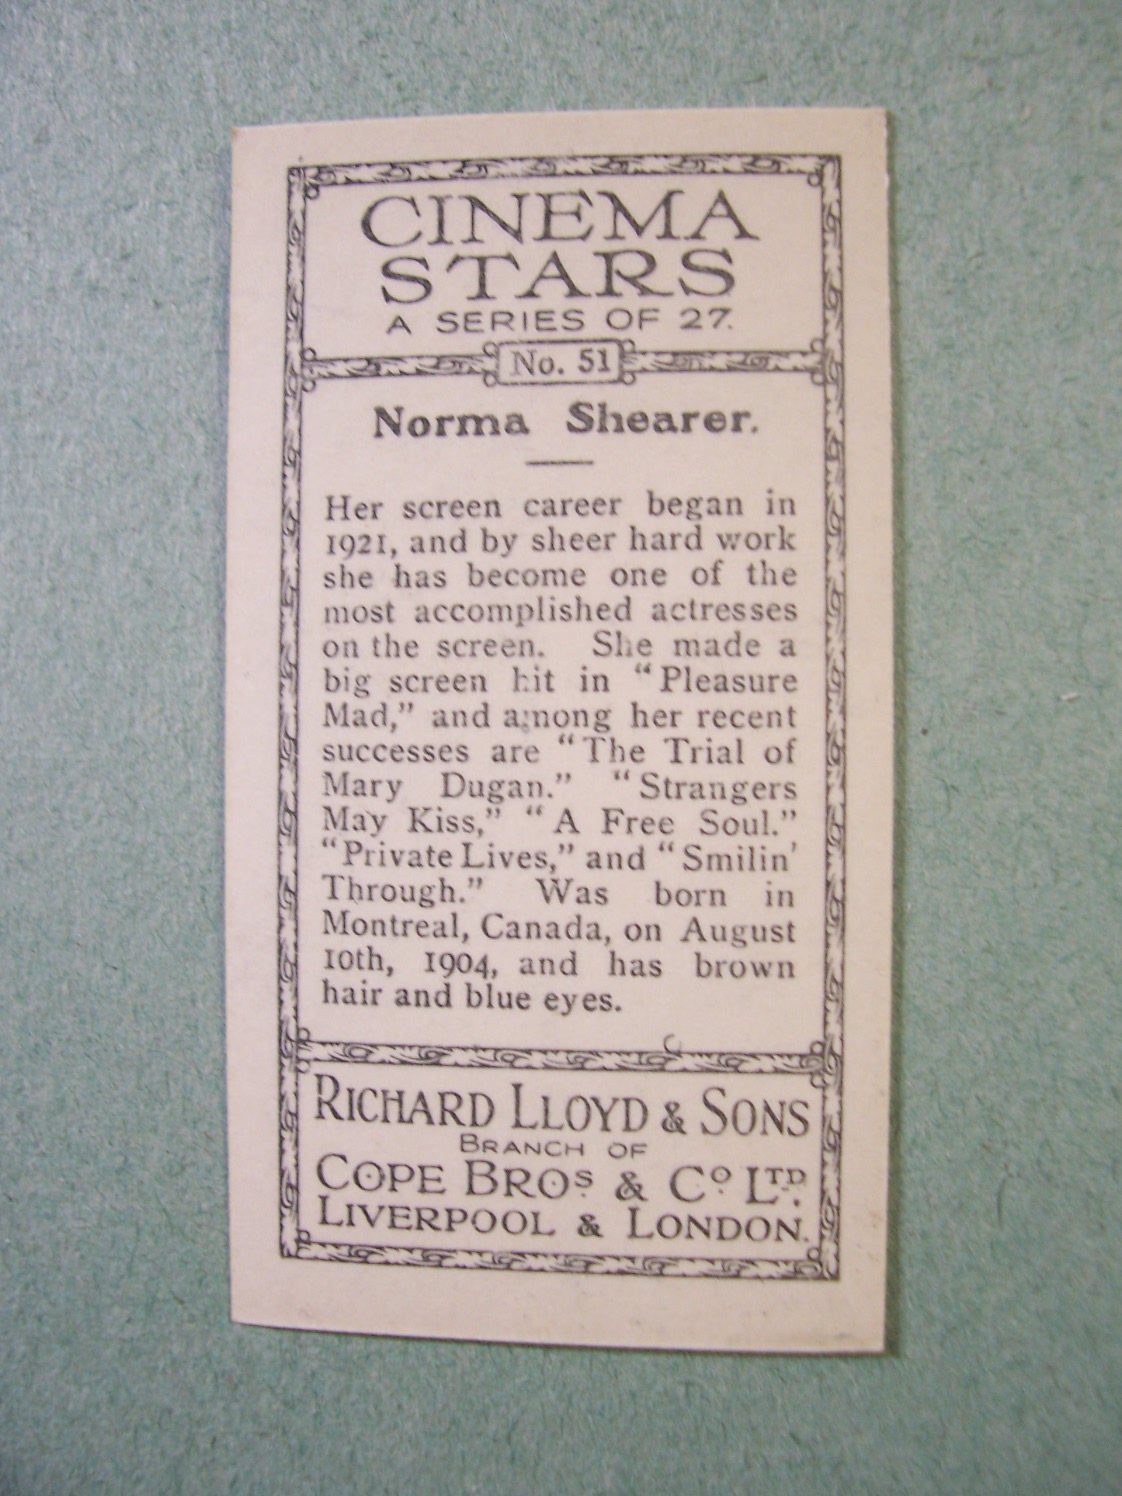 CINEMA
STARS
A SERIES OF 27.
No. 51
Norma Shearer.
Her screen career began in
1921, and by sheer hard work
she has become one of the
most accomplished actresses
on the screen. She made a
big screen hit in "Pleasure
Mad," and among her recent
successes are "The Trial of
Mary Dugan." "Strangers
May Kiss," "A Free Soul."
"Private Lives," and "Smilin'
Through." Was born in
Montreal, Canada, on August
10th, 1904, and has brown
hair and blue eyes.
RICHARD LLOYD & SONS
BRANCH OF
COPE BROS & CO LTD.
LIVERPOOL & LONDON.